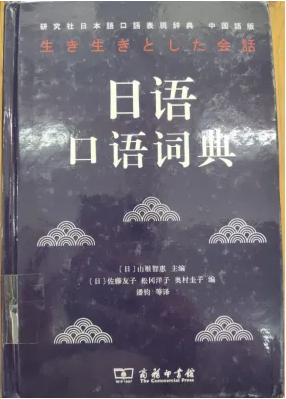 研究社日本語口語表現辞典 中国語版
生き生きとした会話
日语
口语词典
〔日〕山根智惠 主编
〔日〕佐藤友子 松冈洋子 奥村圭子 编
潘钧 等译
商務印書館
The Commercial Press